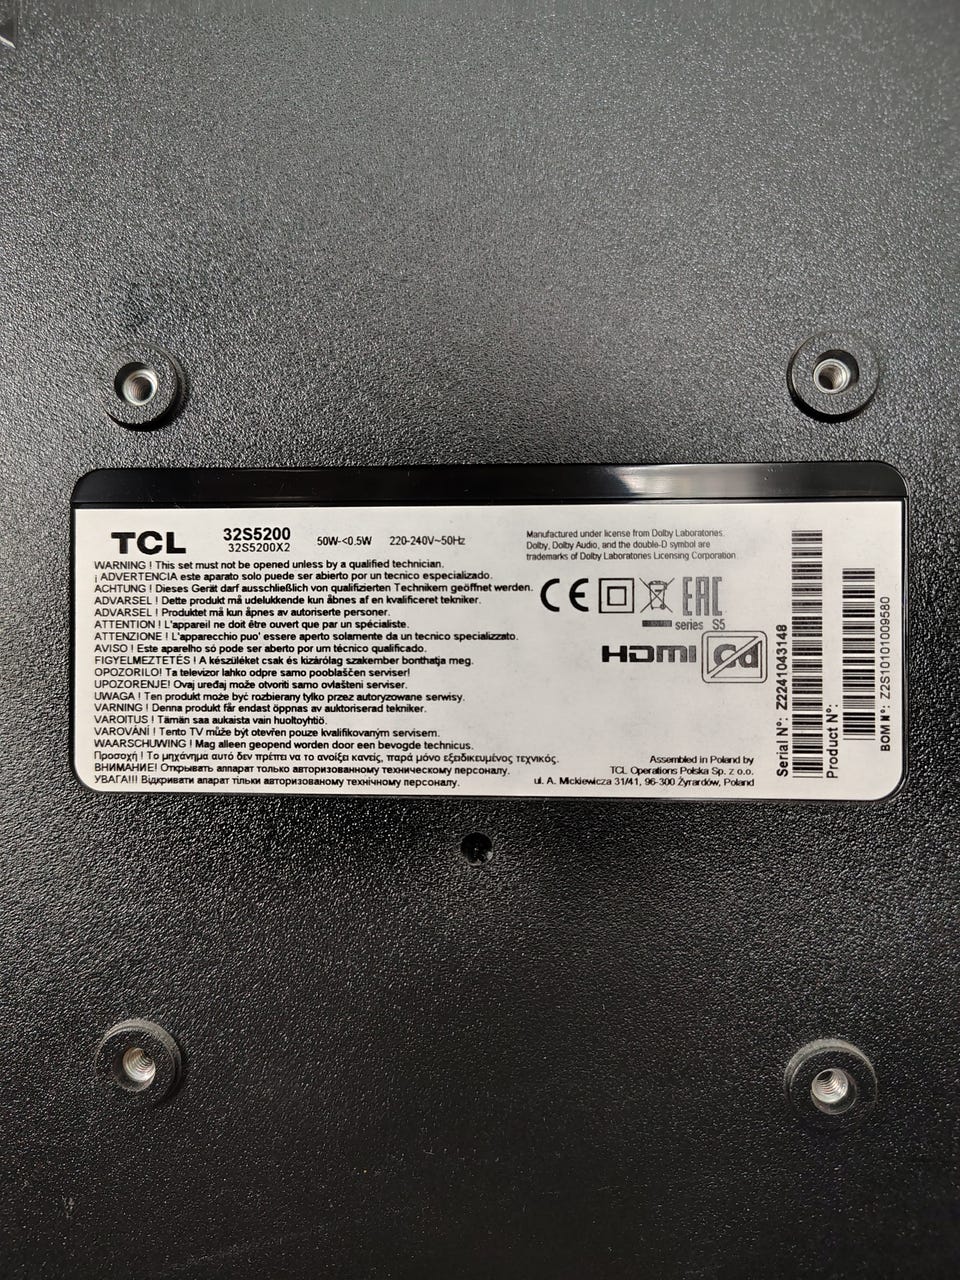 TCL
32S5200
32S5200X2
50W-<0.5W 220-240V~50Hz
Manufactured under license from Dolby Laboratories.
Dolby, Dolby Audio, and the double-D symbol are
trademarks of Dolby Laboratories Licensing Corporation.
WARNING ! This set must not be opened unless by a qualified technician.
¡ ADVERTENCIA este aparato solo puede ser abierto por un tecnico especializado.
ACHTUNG ! Dieses Gerät darf ausschließlich von qualifizierten Technikern geöffnet werden.
ADVARSEL ! Dette produkt må udelukkende kun åbnes af en kvalificeret tekniker.
ADVARSEL ! Produktet må kun åpnes av autoriserte personer.
ATTENTION ! L'appareil ne doit être ouvert que par un spécialiste.
ATTENZIONE ! L'apparecchio puo' essere aperto solamente da un tecnico specializzato.
AVISO ! Este aparelho só pode ser aberto por um técnico qualificado.
FIGYELMEZTETÉS ! A készüléket csak és kizárólag szakember bonthatja meg.
OPOZORILO! Ta televizor lahko odpre samo pooblaščen serviser!
UPOZORENJE! Ovaj uređaj može otvoriti samo ovlašteni serviser.
UWAGA ! Ten produkt może być rozbierany tylko przez autoryzowane serwisy.
VARNING ! Denna produkt får endast öppnas av auktoriserad tekniker.
VAROITUS ! Tämän saa aukaista vain huoltoyhtiö.
VAROVÁNÍ ! Tento TV může být otevřen pouze kvalifikovaným servisem.
WAARSCHUWING ! Mag alleen geopend worden door een bevogde technicus.
Προσοχή ! Το μηχάνημα αυτό δεν πρέπει να το ανοίξει κανείς, παρά μόνο εξειδικευμένος τεχνικός.
ВНИМАНИЕ! Открывать аппарат только авторизованному техническому персоналу.
УВАГА!!! Відкривати апарат тільки авторизованому технічному персоналу.
CE EAC
series S5
HDMI
Assembled in Poland by
TCL Operations Polska Sp. z o.o.
ul. A. Mickiewicza 31/41, 96-300 Żyrardów, Poland
Serial Nº: Z2241043148
Product Nº:
BOM Nº: Z2S10101009580